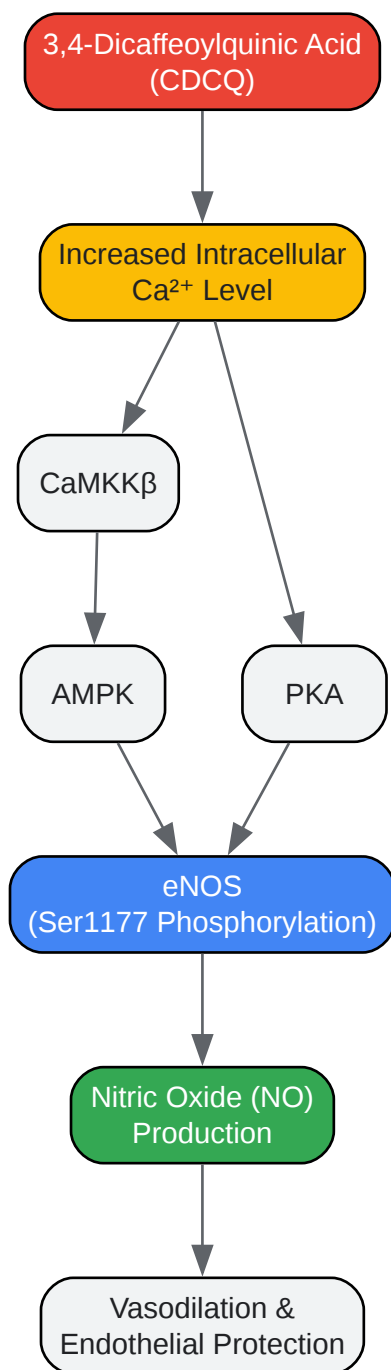 3,4-Dicaffeoylquinic Acid
(CDCQ)
Increased Intracellular
Ca²⁺ Level
CaMKKβ
AMPK
PKA
eNOS
(Ser1177 Phosphorylation)
Nitric Oxide (NO)
Production
Vasodilation &
Endothelial Protection